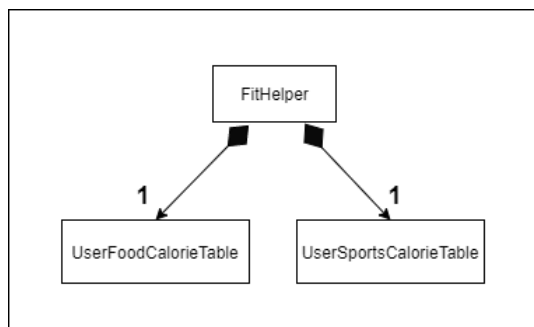 FitHelper
1
1
UserFoodCalorieTable
UserSportsCalorieTable